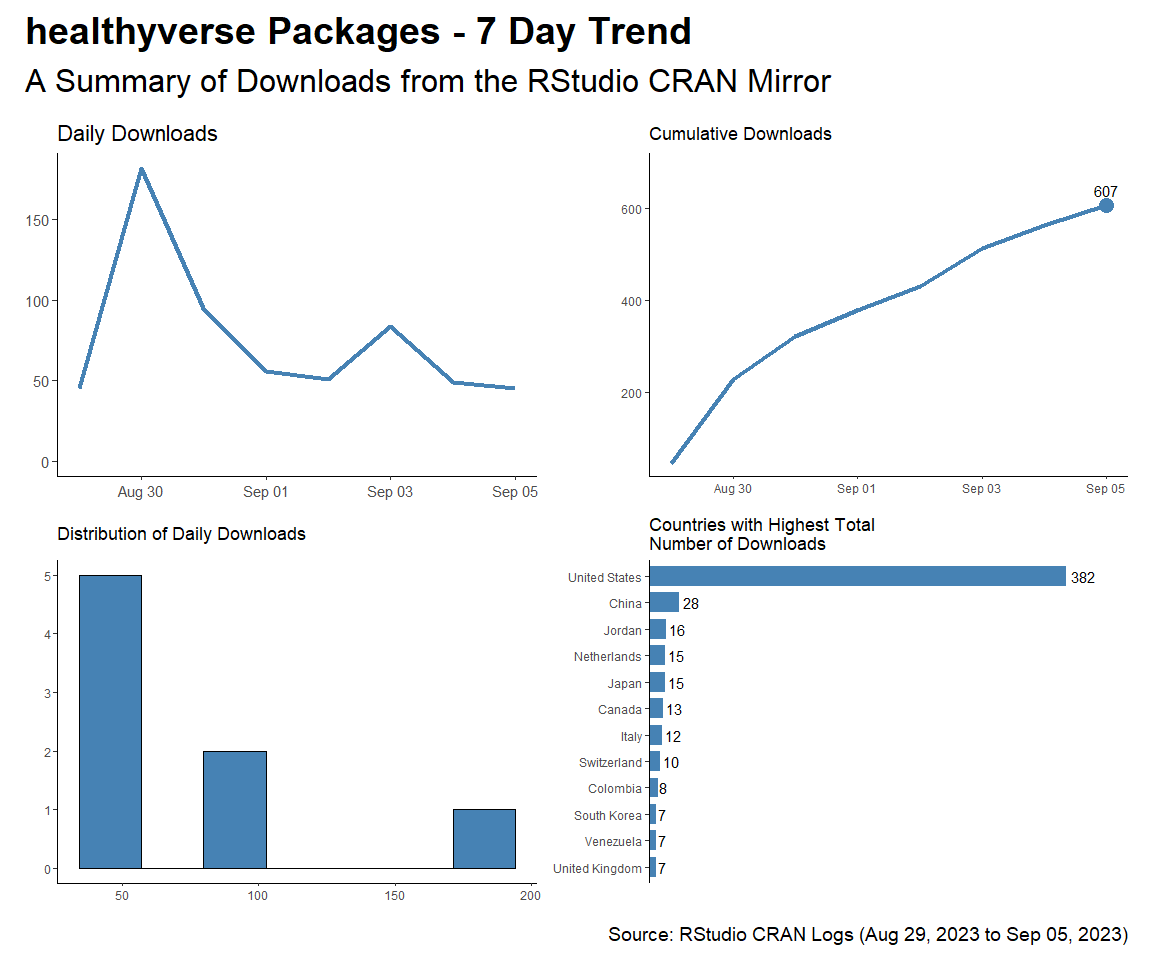 healthyverse Packages - 7 Day Trend
A Summary of Downloads from the RStudio CRAN Mirror
Daily Downloads
150
100
50
0
Aug 30 Sep 01 Sep 03 Sep 05
Cumulative Downloads
607
600
400
200
Aug 30 Sep 01 Sep 03 Sep 05
Distribution of Daily Downloads
5
4
3
2
1
0
50 100 150 200
Countries with Highest Total
Number of Downloads
United States 382
China 28
Jordan 16
Netherlands 15
Japan 15
Canada 13
Italy 12
Switzerland 10
Colombia 8
South Korea 7
Venezuela 7
United Kingdom 7
Source: RStudio CRAN Logs (Aug 29, 2023 to Sep 05, 2023)